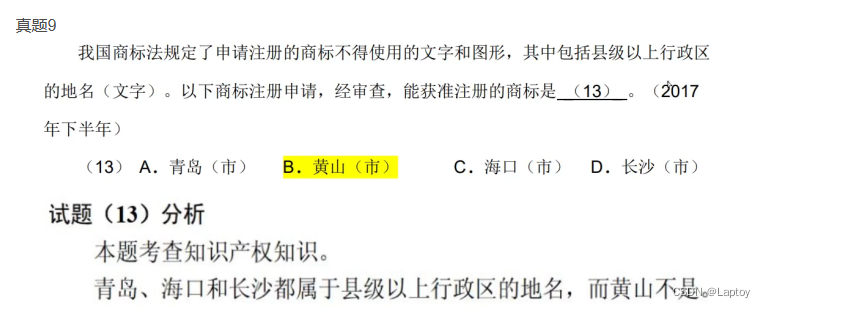 真题9
我国商标法规定了申请注册的商标不得使用的文字和图形，其中包括县级以上行政区
的地名（文字）。以下商标注册申请，经审查，能获准注册的商标是 （13） 。（2017
年下半年）
（13） A．青岛（市） B．黄山（市） C．海口（市） D．长沙（市）
试题（13）分析
本题考查知识产权知识。
青岛、海口和长沙都属于县级以上行政区的地名，而黄山不是。
CSDN @Laptoy